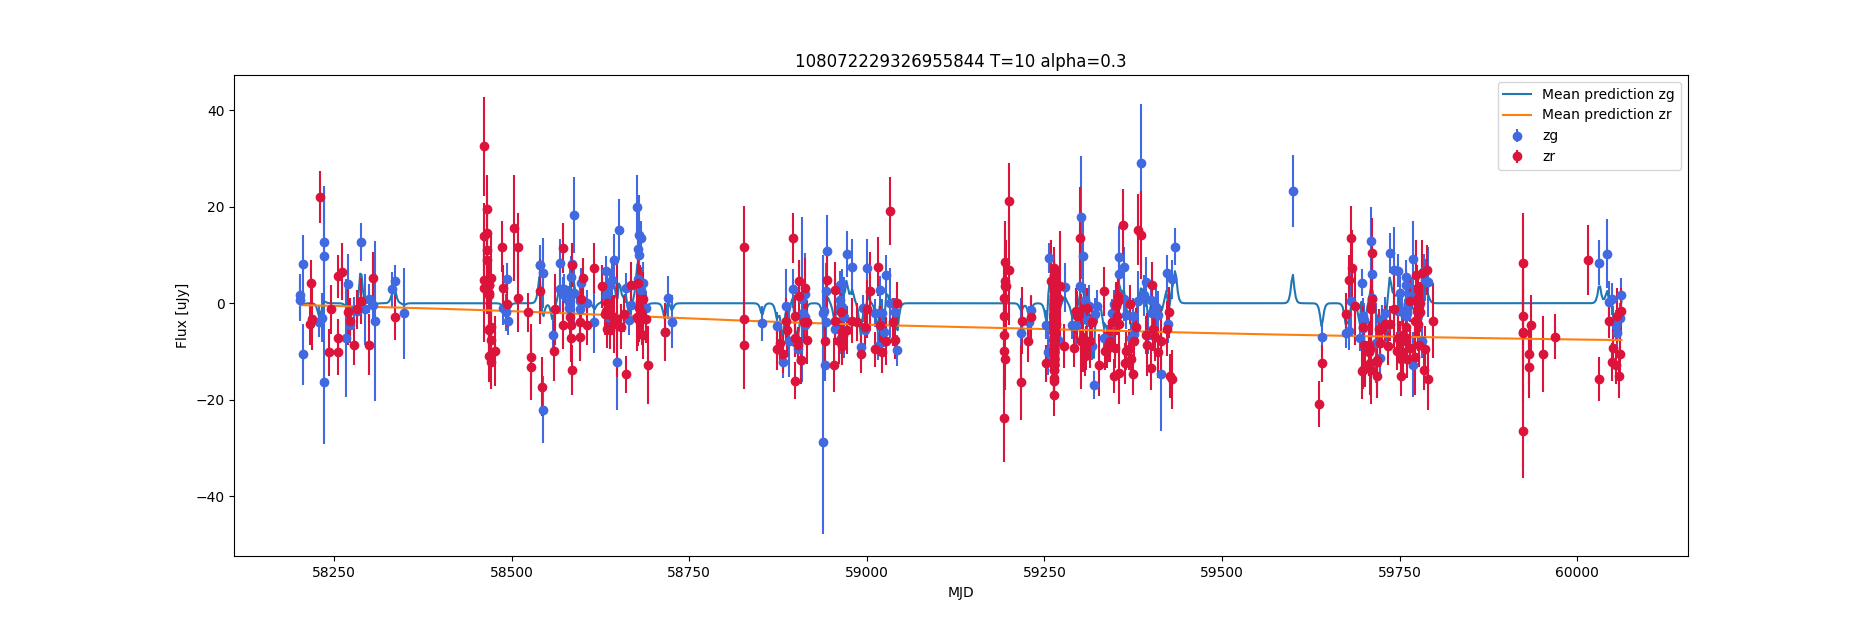 108072229326955844 T=10 alpha=0.3
Mean prediction zg
Mean prediction zr
zg
zr
Flux [uJy]
40
20
0
−20
−40
58250
58500
58750
59000
59250
59500
59750
60000
MJD